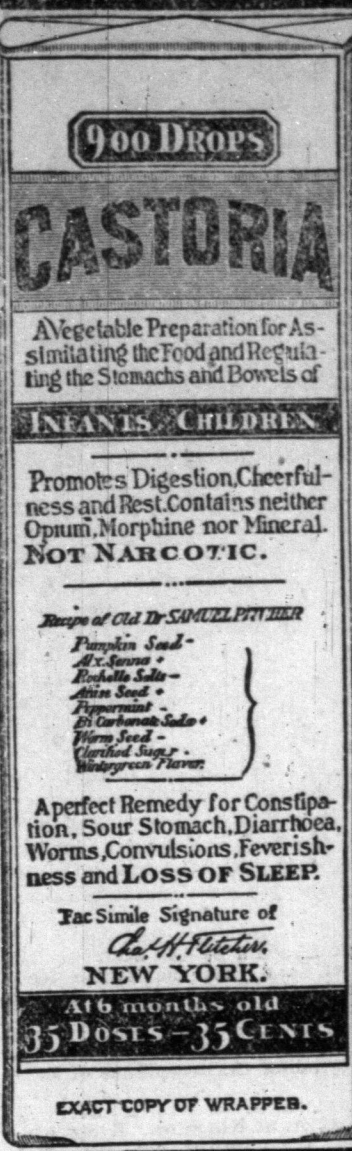 900 DROPS
CASTORIA
A Vegetable Preparation for As-
similating the Food and Regula-
ting the Stomachs and Bowels of
INFANTS CHILDREN
Promotes Digestion,Cheerful-
ness and Rest.Contains neither
Opium,Morphine nor Mineral.
NOT NARCOTIC.
Recipe of Old Dr SAMUEL PITCHER
Pumpkin Seed -
Alx.Senna +
Rochelle Salts -
Anise Seed +
Peppermint -
Bi Carbonate Soda +
Worm Seed -
Clarified Sugar -
Wintergreen Flavor.
A perfect Remedy for Constipa-
tion, Sour Stomach,Diarrhoea,
Worms,Convulsions,Feverish-
ness and LOSS OF SLEEP.
Fac Simile Signature of
Chas. H. Fletcher.
NEW YORK.
At 6 months old
35 DOSES – 35 CENTS
EXACT COPY OF WRAPPER.